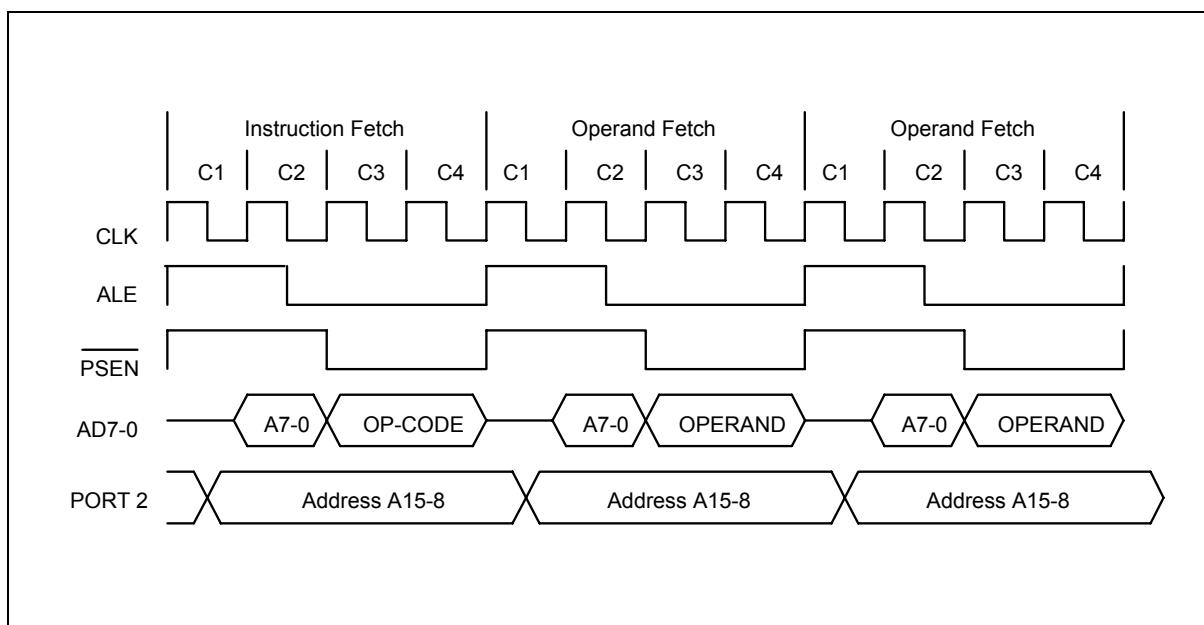 Instruction Fetch Operand Fetch Operand Fetch
C1 C2 C3 C4 C1 C2 C3 C4 C1 C2 C3 C4
CLK
ALE
PSEN
AD7-0 A7-0 OP-CODE A7-0 OPERAND A7-0 OPERAND
PORT 2 Address A15-8 Address A15-8 Address A15-8